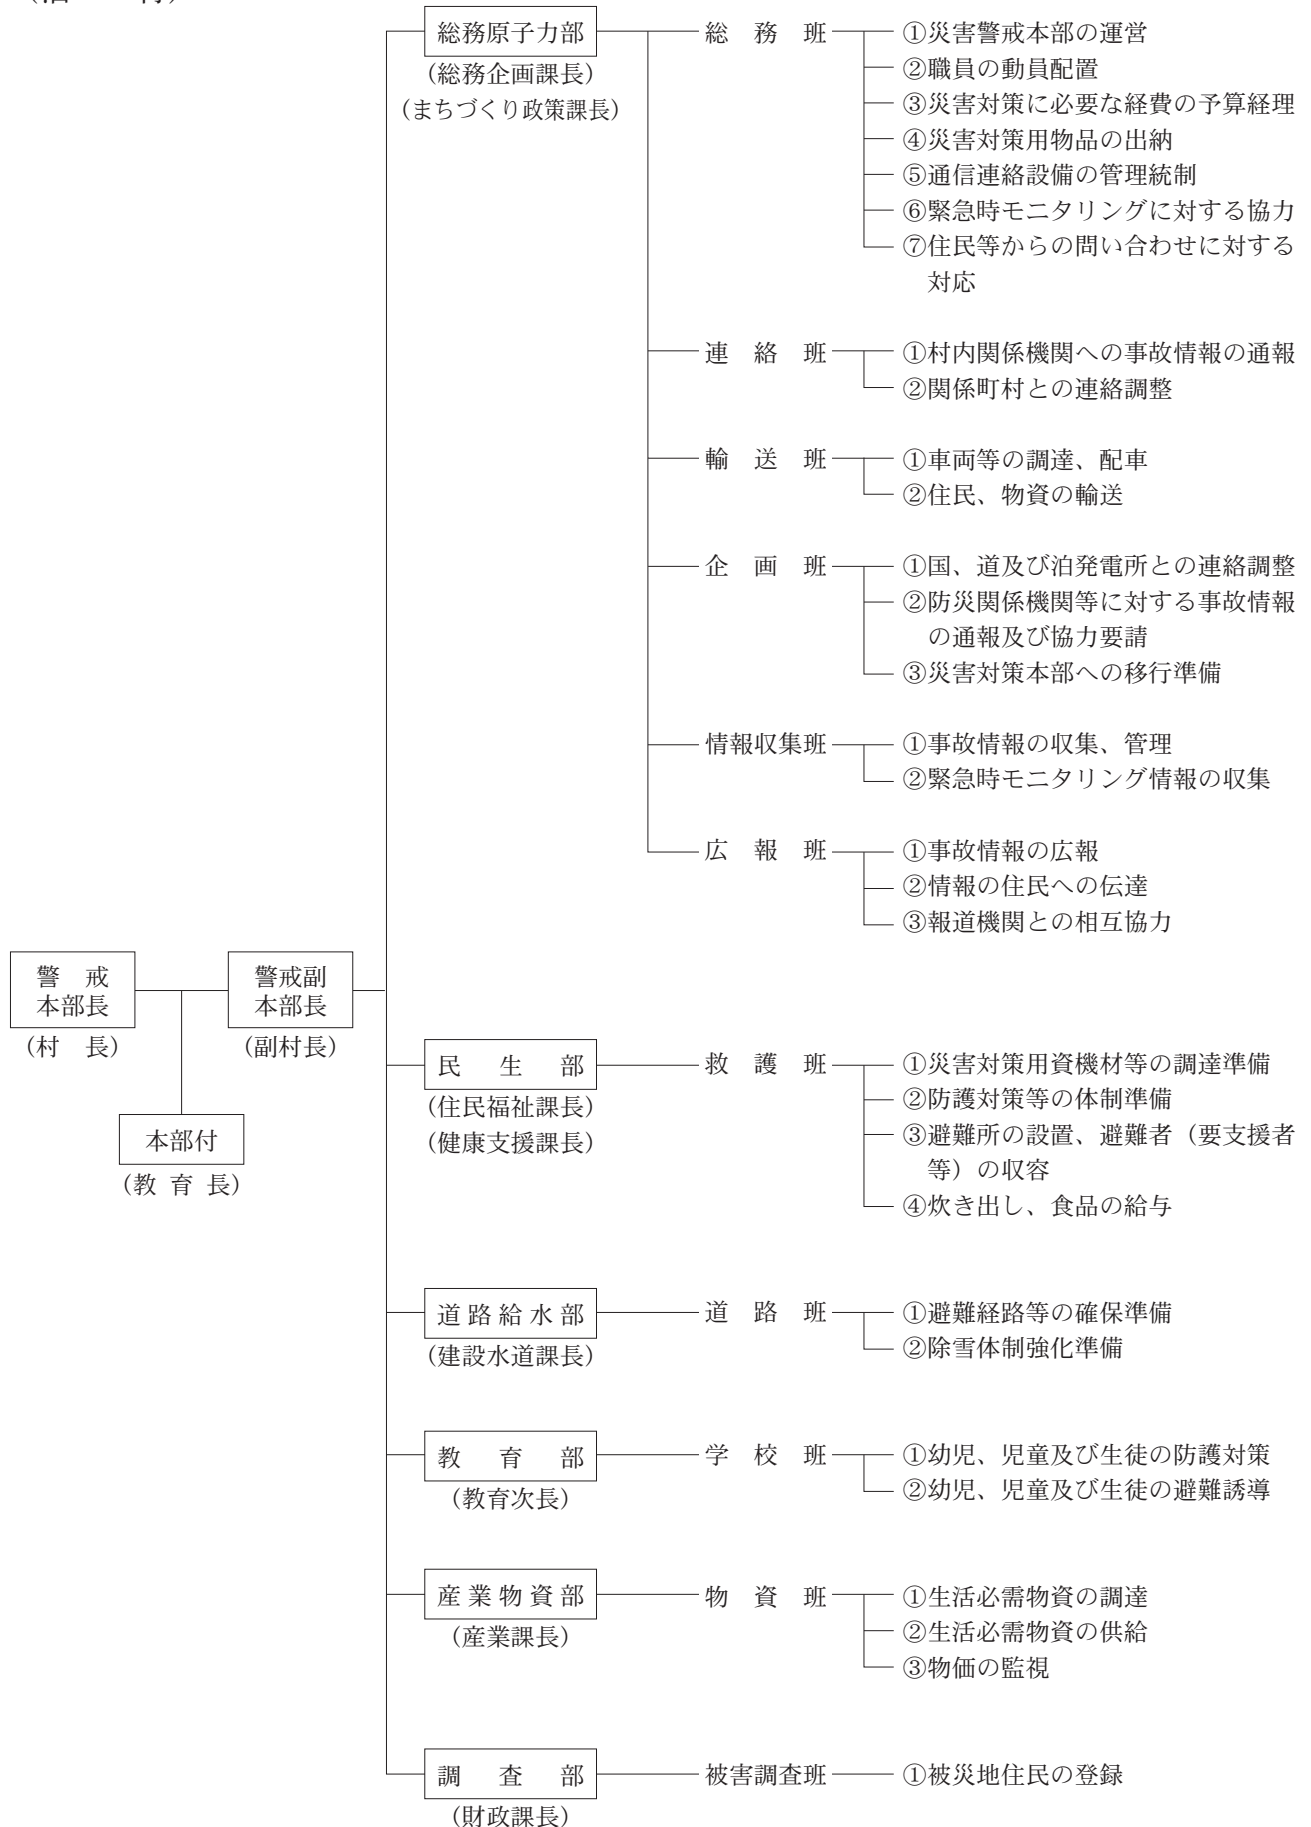 総務原子力部
(総務企画課長)
(まちづくり政策課長)
総　務　班
①災害警戒本部の運営
②職員の動員配置
③災害対策に必要な経費の予算経理
④災害対策用物品の出納
⑤通信連絡設備の管理統制
⑥緊急時モニタリングに対する協力
⑦住民等からの問い合わせに対する
対応
連　絡　班
①村内関係機関への事故情報の通報
②関係町村との連絡調整
輸　送　班
①車両等の調達、配車
②住民、物資の輸送
企　画　班
①国、道及び泊発電所との連絡調整
②防災関係機関等に対する事故情報
の通報及び協力要請
③災害対策本部への移行準備
情報収集班
①事故情報の収集、管理
②緊急時モニタリング情報の収集
広　報　班
①事故情報の広報
②情報の住民への伝達
③報道機関との相互協力
警　戒
本部長
(村　長)
警戒副
本部長
(副村長)
本部付
(教 育 長)
民　生　部
(住民福祉課長)
(健康支援課長)
救　護　班
①災害対策用資機材等の調達準備
②防護対策等の体制準備
③避難所の設置、避難者（要支援者
等）の収容
④炊き出し、食品の給与
道 路 給 水 部
(建設水道課長)
道　路　班
①避難経路等の確保準備
②除雪体制強化準備
教　育　部
(教育次長)
学　校　班
①幼児、児童及び生徒の防護対策
②幼児、児童及び生徒の避難誘導
産 業 物 資 部
(産業課長)
物　資　班
①生活必需物資の調達
②生活必需物資の供給
③物価の監視
調　査　部
(財政課長)
被害調査班
①被災地住民の登録